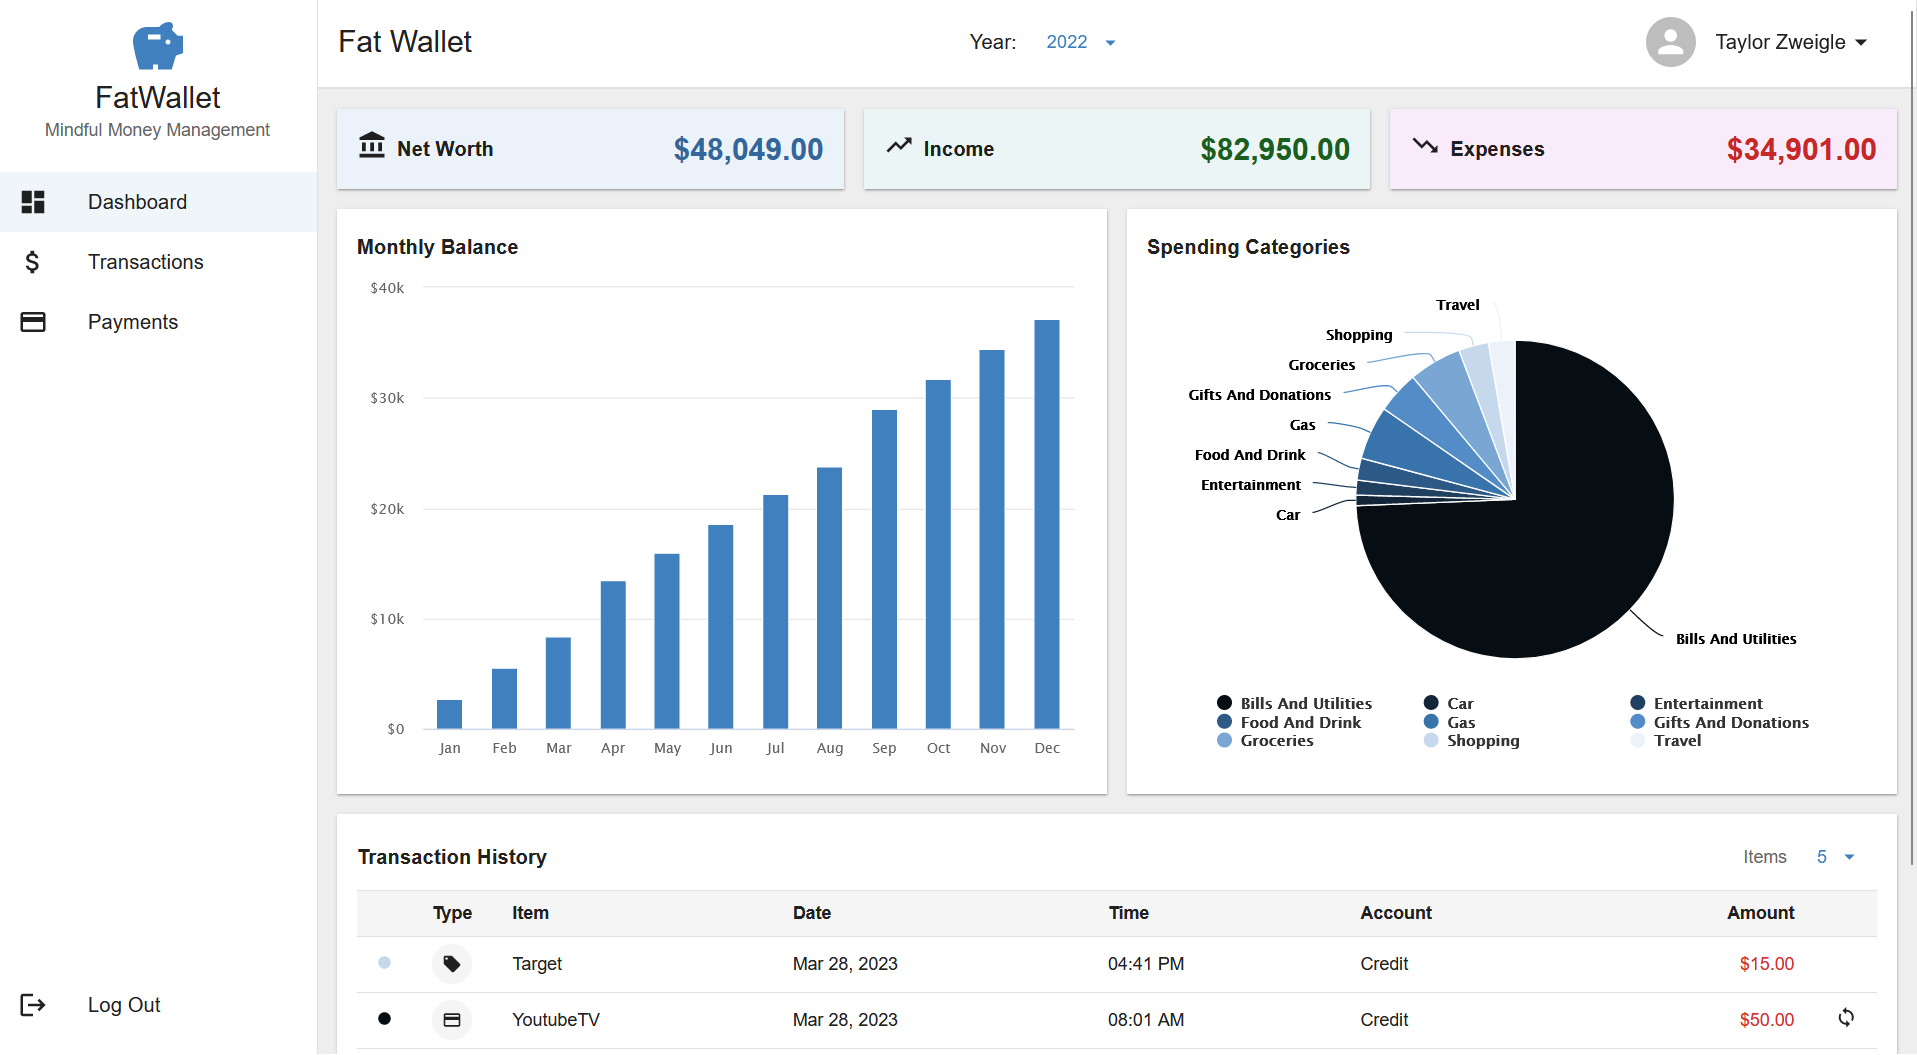 FatWallet
Mindful Money Management
Dashboard
Transactions
Payments
Log Out
Fat Wallet
Year: 2022
Taylor Zweigle
Net Worth $48,049.00
Income $82,950.00
Expenses $34,901.00
Monthly Balance
$40k
$30k
$20k
$10k
$0
Jan Feb Mar Apr May Jun Jul Aug Sep Oct Nov Dec
Spending Categories
Travel
Shopping
Groceries
Gifts And Donations
Gas
Food And Drink
Entertainment
Car
Bills And Utilities
Bills And Utilities Car Entertainment
Food And Drink Gas Gifts And Donations
Groceries Shopping Travel
Transaction History
Items 5
Type Item Date Time Account Amount
Target Mar 28, 2023 04:41 PM Credit $15.00
YoutubeTV Mar 28, 2023 08:01 AM Credit $50.00